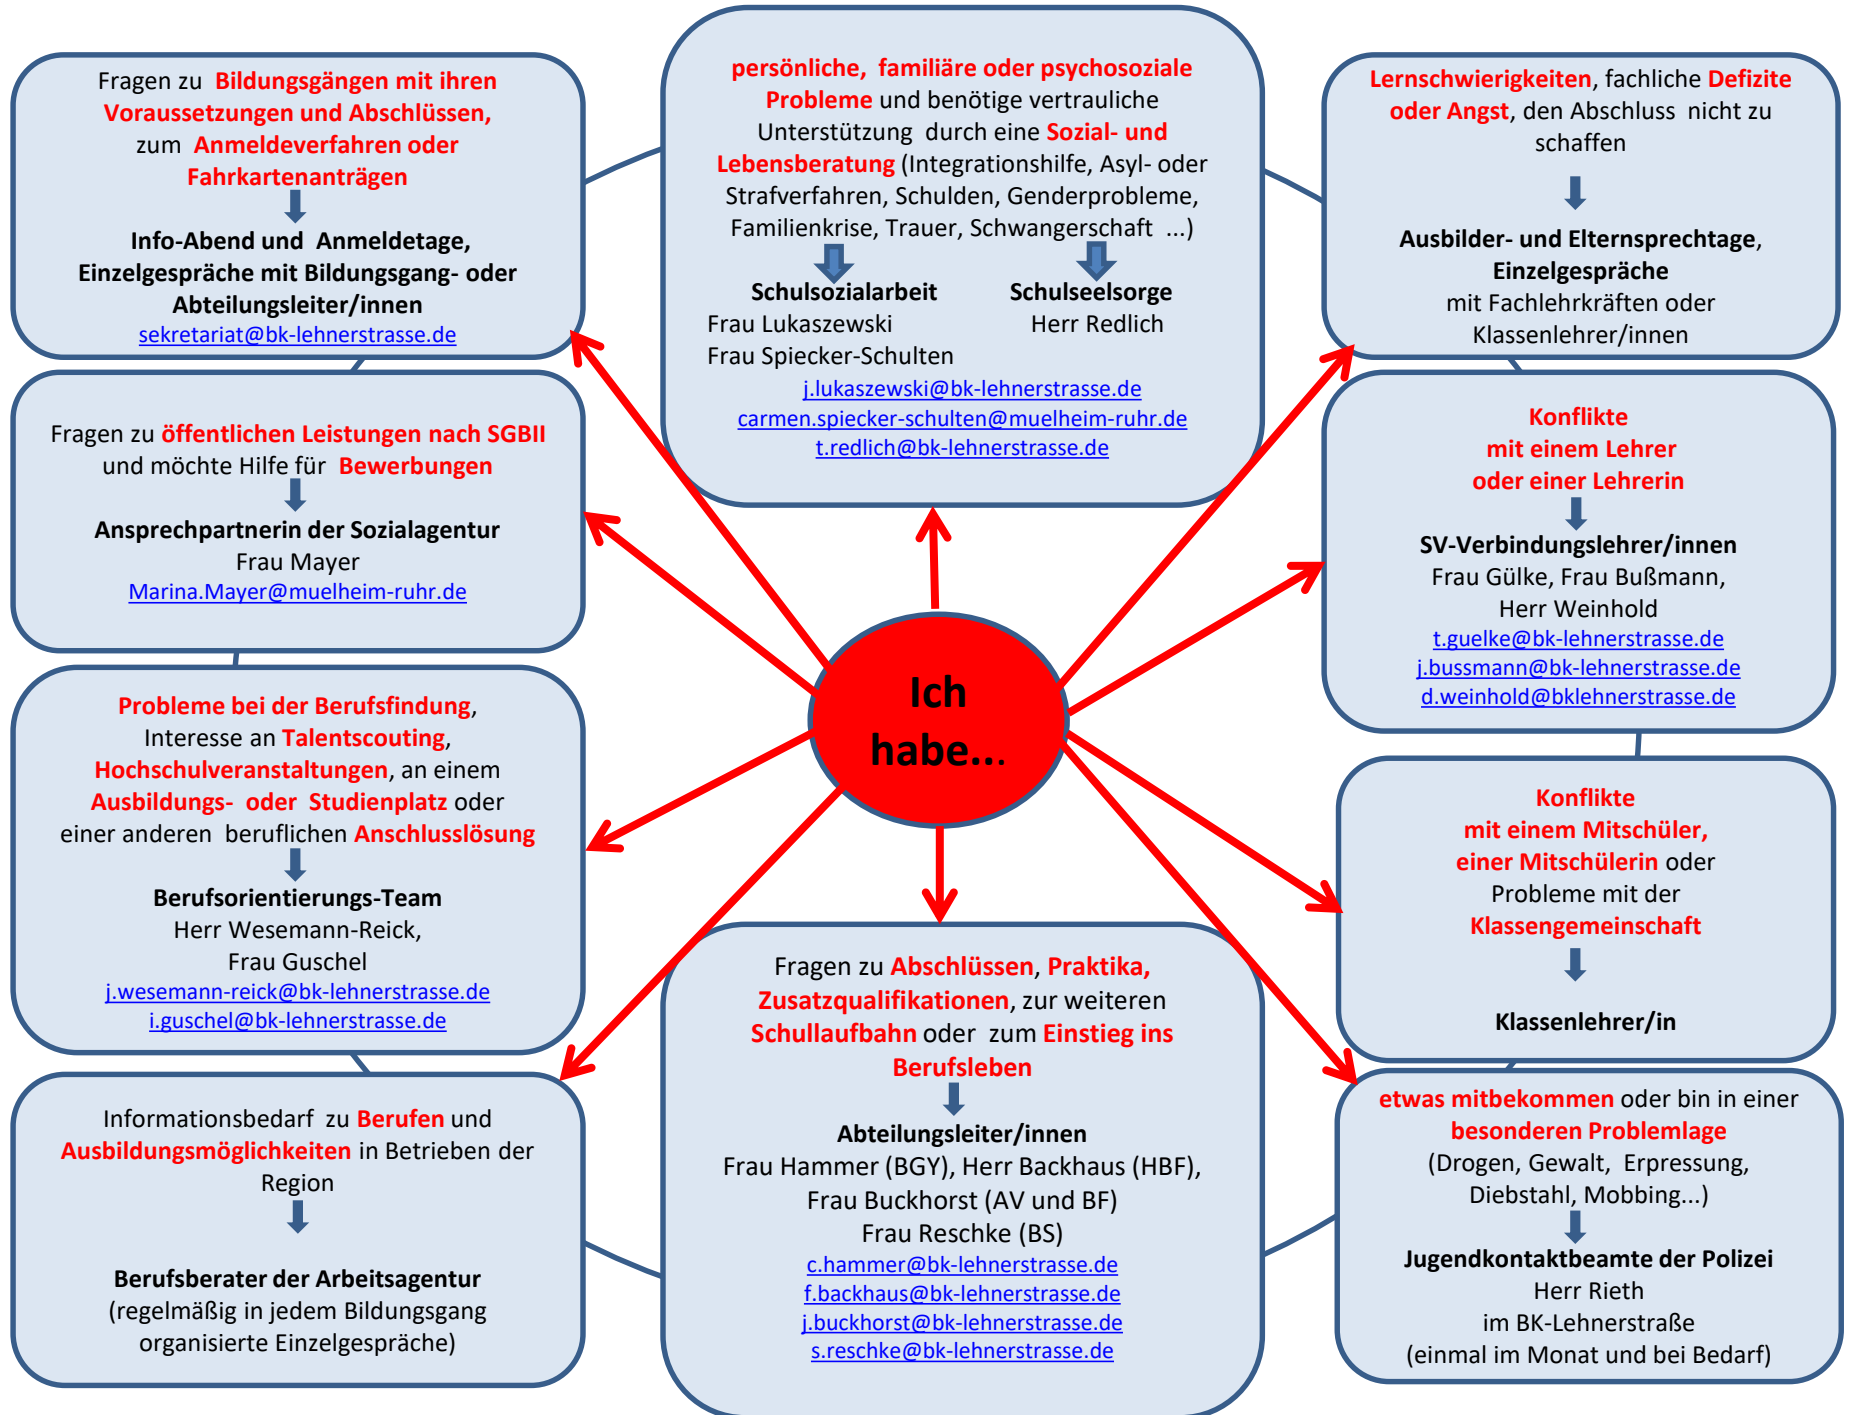 Fragen zu Bildungsgängen mit ihren
Voraussetzungen und Abschlüssen,
zum Anmeldeverfahren oder
Fahrkartenanträgen
Info-Abend und Anmeldetage,
Einzelgespräche mit Bildungsgang- oder
Abteilungsleiter/innen
sekretariat@bk-lehnerstrasse.de
persönliche, familiäre oder psychosoziale
Probleme und benötige vertrauliche
Unterstützung durch eine Sozial- und
Lebensberatung (Integrationshilfe, Asyl- oder
Strafverfahren, Schulden, Genderprobleme,
Familienkrise, Trauer, Schwangerschaft ...)
Schulsozialarbeit
Frau Lukaszewski
Frau Spiecker-Schulten
Schulseelsorge
Herr Redlich
j.lukaszewski@bk-lehnerstrasse.de
carmen.spiecker-schulten@muelheim-ruhr.de
t.redlich@bk-lehnerstrasse.de
Lernschwierigkeiten, fachliche Defizite
oder Angst, den Abschluss nicht zu
schaffen
Ausbilder- und Elternsprechtage,
Einzelgespräche
mit Fachlehrkräften oder
Klassenlehrer/innen
Fragen zu öffentlichen Leistungen nach SGBII
und möchte Hilfe für Bewerbungen
Ansprechpartnerin der Sozialagentur
Frau Mayer
Marina.Mayer@muelheim-ruhr.de
Konflikte
mit einem Lehrer
oder einer Lehrerin
SV-Verbindungslehrer/innen
Frau Gülke, Frau Bußmann,
Herr Weinhold
t.guelke@bk-lehnerstrasse.de
j.bussmann@bk-lehnerstrasse.de
d.weinhold@bklehnerstrasse.de
Ich
habe...
Probleme bei der Berufsfindung,
Interesse an Talentscouting,
Hochschulveranstaltungen, an einem
Ausbildungs- oder Studienplatz oder
einer anderen beruflichen Anschlusslösung
Berufsorientierungs-Team
Herr Wesemann-Reick,
Frau Guschel
j.wesemann-reick@bk-lehnerstrasse.de
i.guschel@bk-lehnerstrasse.de
Konflikte
mit einem Mitschüler,
einer Mitschülerin oder
Probleme mit der
Klassengemeinschaft
Klassenlehrer/in
Informationsbedarf zu Berufen und
Ausbildungsmöglichkeiten in Betrieben der
Region
Berufsberater der Arbeitsagentur
(regelmäßig in jedem Bildungsgang
organisierte Einzelgespräche)
Fragen zu Abschlüssen, Praktika,
Zusatzqualifikationen, zur weiteren
Schullaufbahn oder zum Einstieg ins
Berufsleben
Abteilungsleiter/innen
Frau Hammer (BGY), Herr Backhaus (HBF),
Frau Buckhorst (AV und BF)
Frau Reschke (BS)
c.hammer@bk-lehnerstrasse.de
f.backhaus@bk-lehnerstrasse.de
j.buckhorst@bk-lehnerstrasse.de
s.reschke@bk-lehnerstrasse.de
etwas mitbekommen oder bin in einer
besonderen Problemlage
(Drogen, Gewalt, Erpressung,
Diebstahl, Mobbing...)
Jugendkontaktbeamte der Polizei
Herr Rieth
im BK-Lehnerstraße
(einmal im Monat und bei Bedarf)